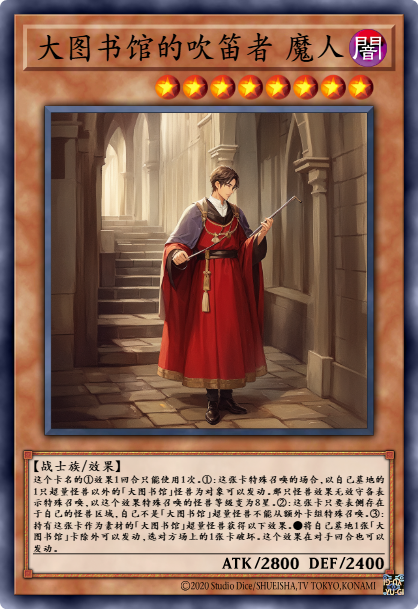 大图书馆的吹笛者 魔人
闇
【战士族/效果】
这个卡名的①效果1回合只能使用1次。①：这张卡特殊召唤的场合，以自己墓地的
1只超量怪兽以外的「大图书馆」怪兽为对象可以发动。那只怪兽效果无效守备表
示特殊召唤，以这个效果特殊召唤的怪兽等级变为8星。②：这张卡只要表侧存在
于自己的怪兽区域，自己不是「大图书馆」超量怪兽不能从额外卡组特殊召唤。③：
持有这张卡作为素材的「大图书馆」超量怪兽获得以下效果。●将自己墓地1张「大
图书馆」卡除外可以发动，选对方场上的1张卡破坏。这个效果在对手回合也可以
发动。
ATK/2800 DEF/2400
©2020 Studio Dice/SHUEISHA,TV TOKYO,KONAMI